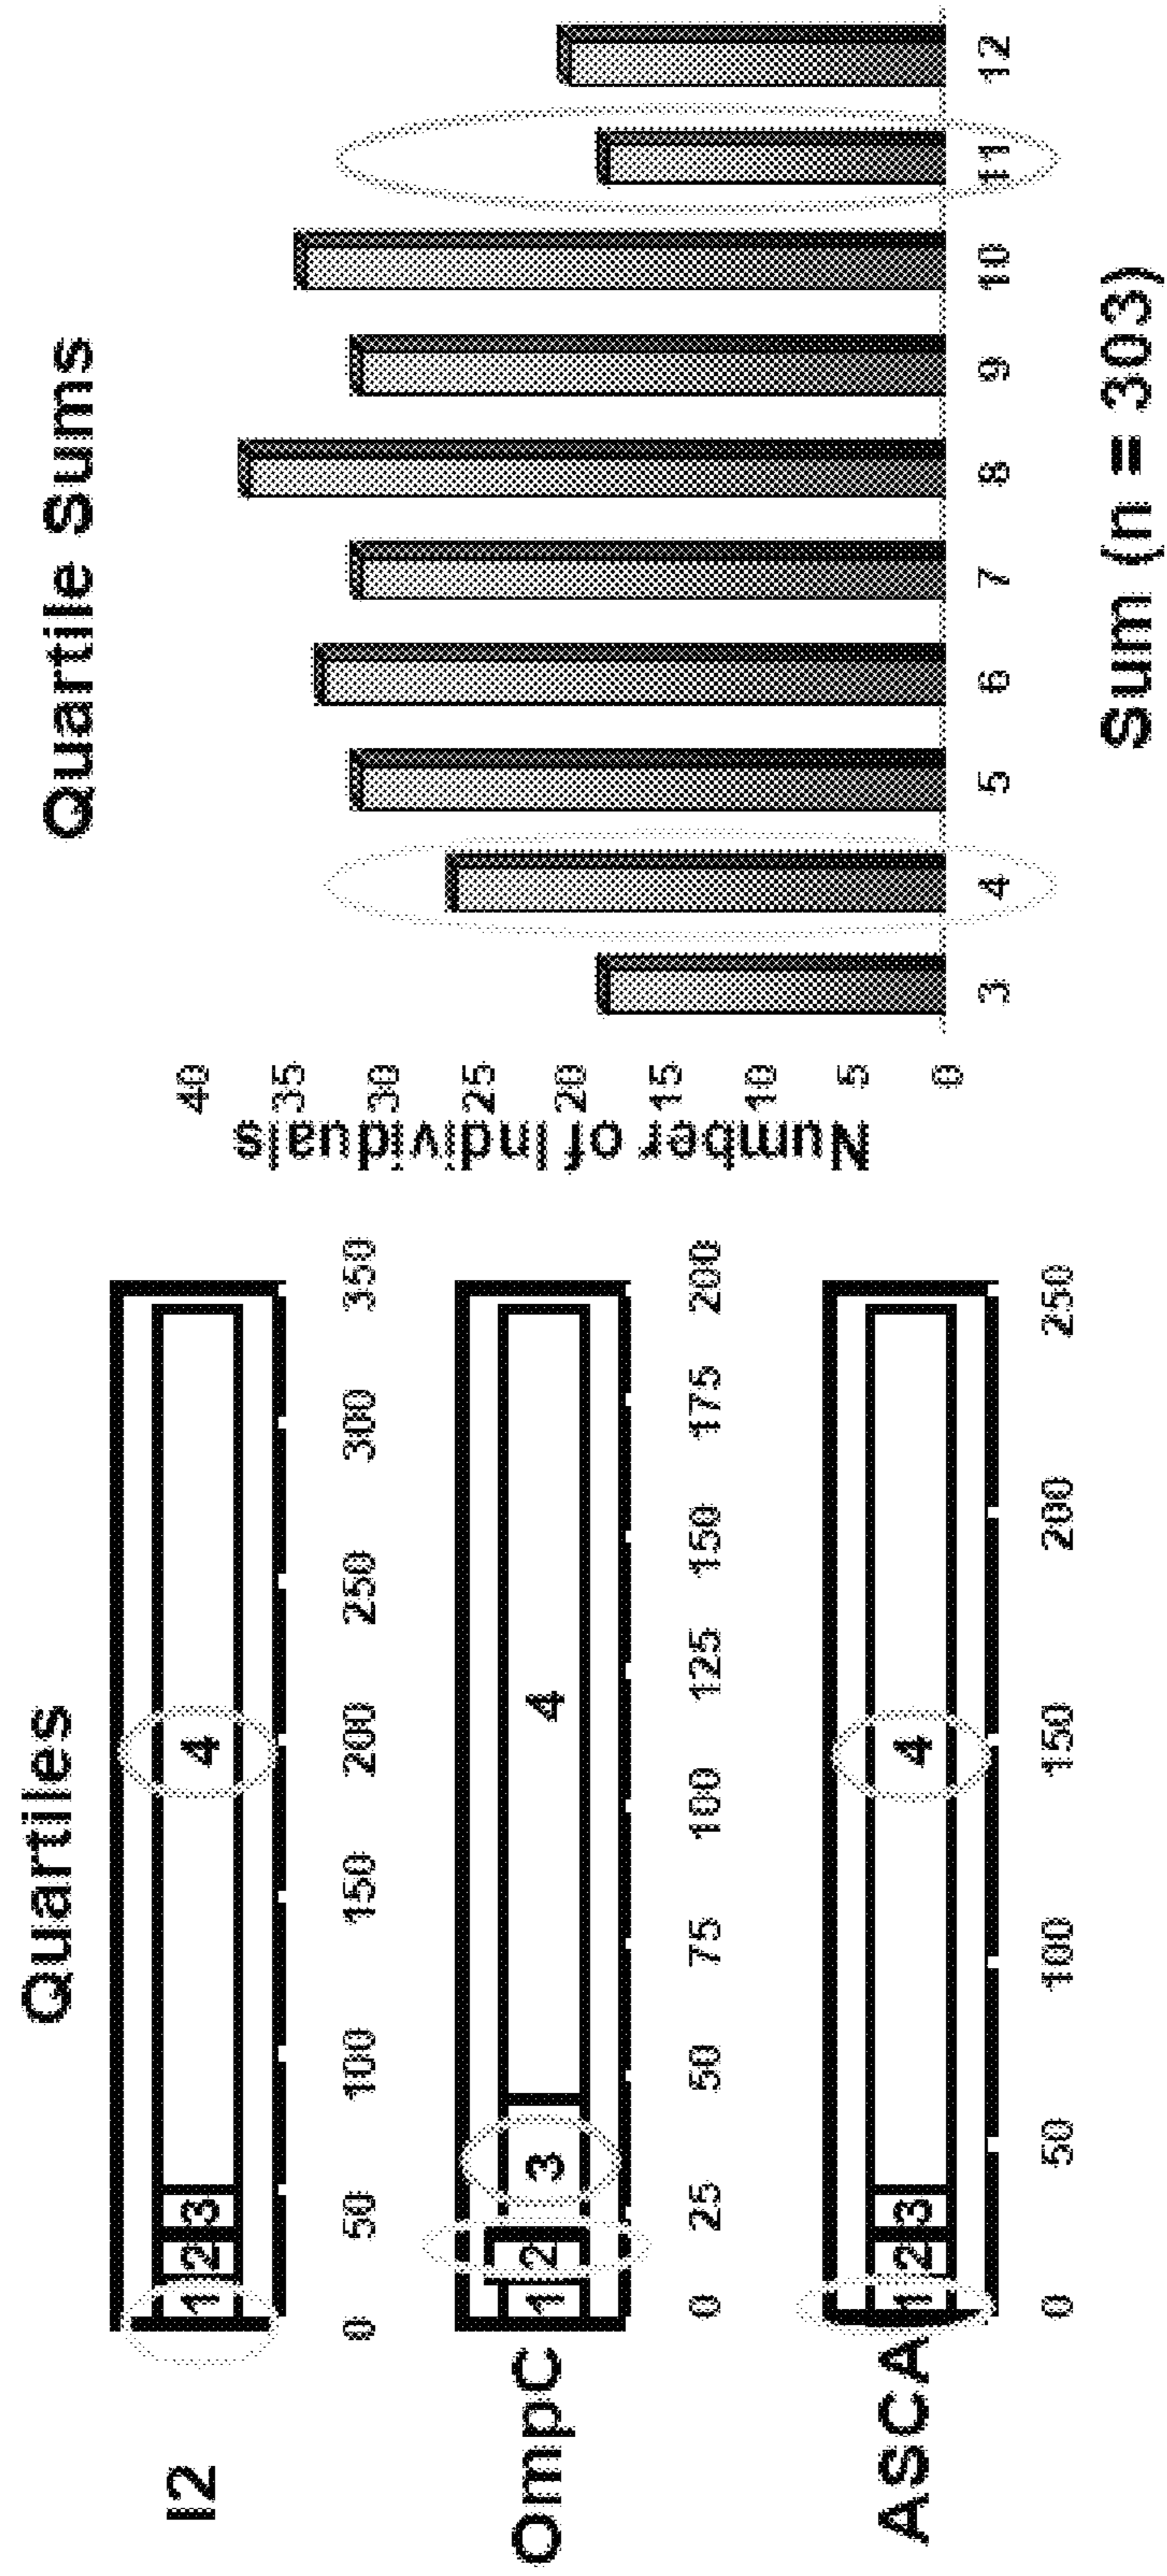 Quartiles
I2
1 2 3 4
0 50 100 150 200 250 300 350
OmpC
1 2 3 4
0 25 50 75 100 125 150 175 200
ASCA
1 2 3 4
0 50 100 150 200 250
Quartile Sums
Number of Individuals
40
35
30
25
20
15
10
5
0
3 4 5 6 7 8 9 10 11 12
Sum (n = 303)